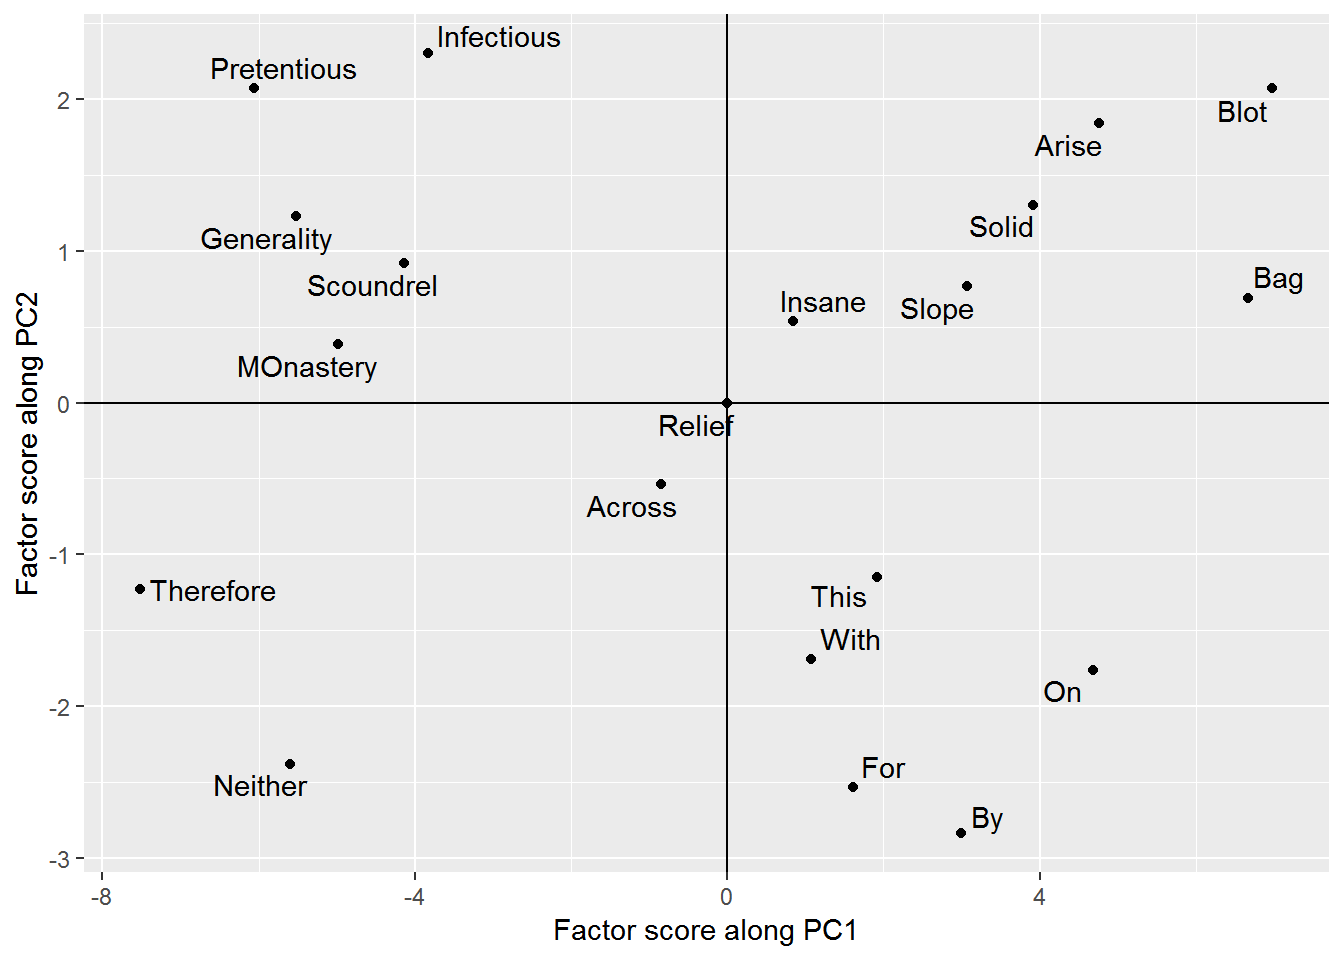 Infectious
Pretentious
Blot
Arise
Solid
Generality
Scoundrel
Bag
Insane
Slope
MOnastery
Relief
Across
Therefore
This
With
On
Neither
For
By
2
1
0
-1
-2
-3
-8
-4
0
4
Factor score along PC1
Factor score along PC2